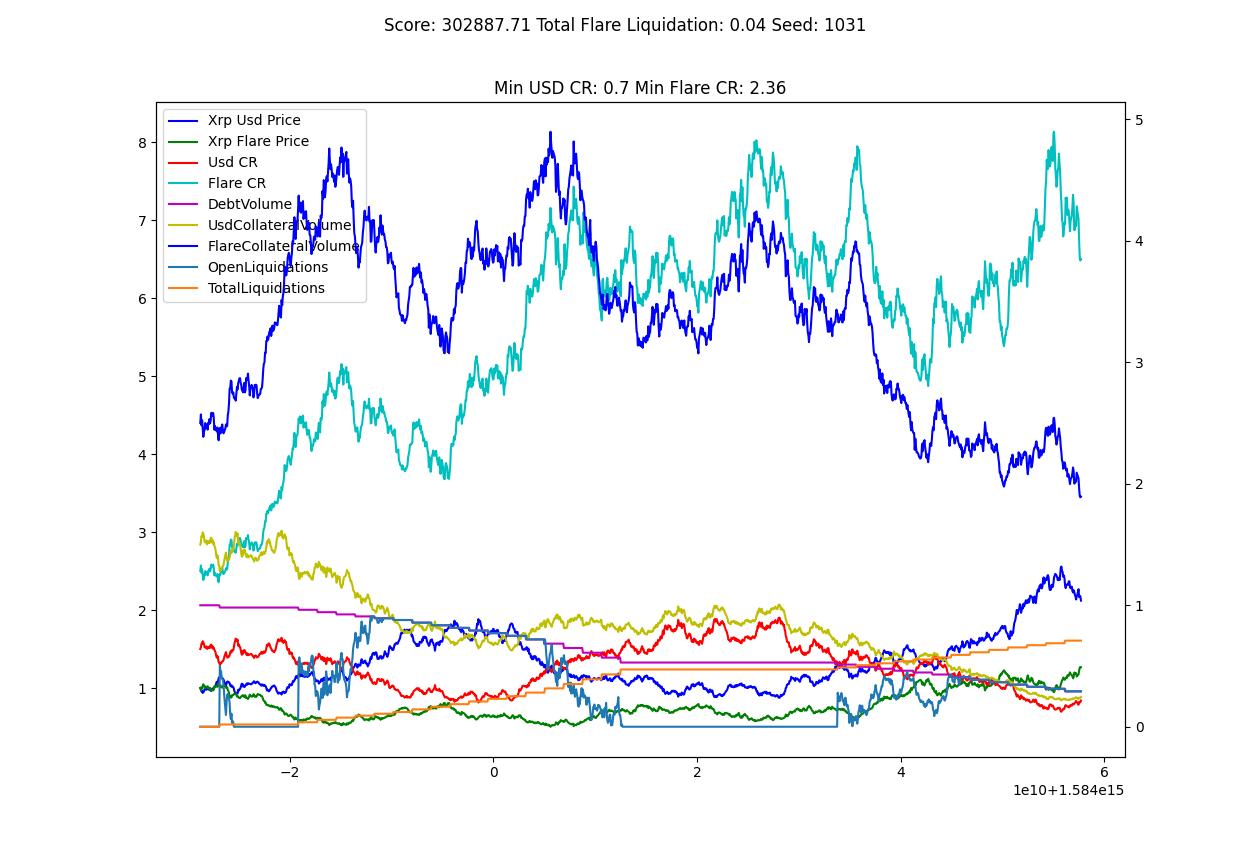 Score: 302887.71 Total Flare Liquidation: 0.04 Seed: 1031
Min USD CR: 0.7 Min Flare CR: 2.36
Xrp Usd Price
Xrp Flare Price
Usd CR
Flare CR
DebtVolume
UsdCollateralVolume
FlareCollateralVolume
OpenLiquidations
TotalLiquidations
8
7
6
5
4
3
2
1
5
4
3
2
1
0
−2 0 2 4 6
1e10+1.584e15